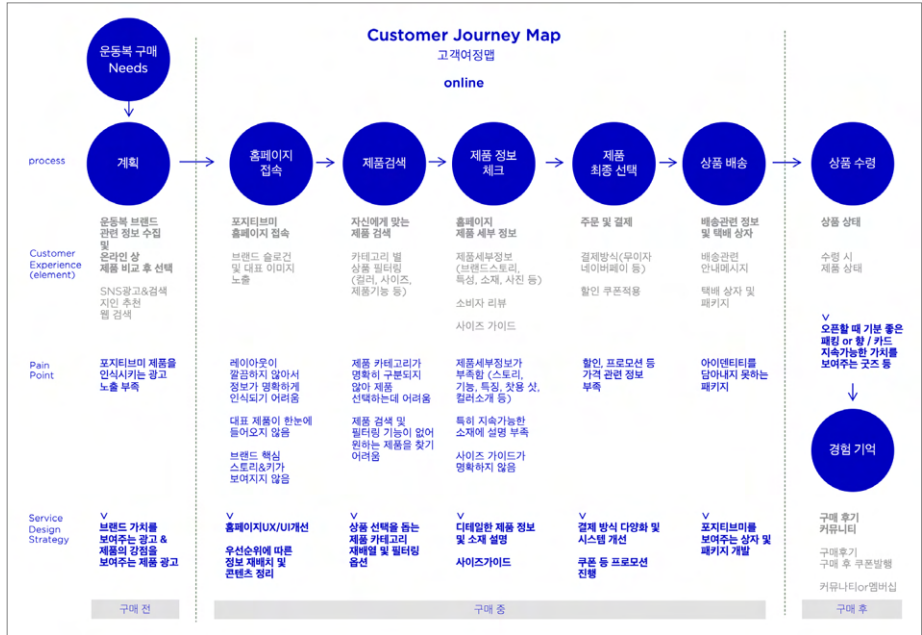 Customer Journey Map
고객여정맵
online
운동복 구매
Needs
process
계획
홈페이지
접속
제품검색
제품 정보
체크
제품
최종 선택
상품 배송
상품 수령
Customer
Experience
(element)
운동복 브랜드
관련 정보 수집
및
온라인 상
제품 비교 후 선택
SNS광고&검색
지인 추천
웹 검색
포지티브미
홈페이지 접속
브랜드 슬로건
및 대표 이미지
노출
자신에게 맞는
제품 검색
카테고리 별
상품 필터링
(컬러, 사이즈,
제품기능 등)
홈페이지
제품 세부 정보
제품세부정보
(브랜드스토리,
특성, 소재, 사진 등)
소비자 리뷰
사이즈 가이드
주문 및 결제
결제방식(무이자
네이버페이 등)
할인 쿠폰적용
배송관련 정보
및 택배 상자
배송관련
안내메시지
택배 상자 및
패키지
상품 상태
수령 시
제품 상태
∨
오픈할 때 기분 좋은
패킹 or 향 / 카드
지속가능한 가치를
보여주는 굿즈 등
Pain
Point
포지티브미 제품을
인식시키는 광고
노출 부족
레이아웃이
깔끔하지 않아서
정보가 명확하게
인식되기 어려움
대표 제품이 한눈에
들어오지 않음
브랜드 핵심
스토리&키가
보여지지 않음
제품 카테고리가
명확히 구분되지
않아 제품
선택하는데 어려움
제품 검색 및
필터링 기능이 없어
원하는 제품을 찾기
어려움
제품세부정보가
부족함 (스토리,
기능, 특징, 착용 샷,
컬러소개 등)
특히 지속가능한
소재에 설명 부족
사이즈 가이드가
명확하지 않음
할인, 프로모션 등
가격 관련 정보
부족
아이덴티티를
담아내지 못하는
패키지
경험 기억
Service
Design
Strategy
∨
브랜드 가치를
보여주는 광고 &
제품의 강점을
보여주는 제품 광고
∨
홈페이지UX/UI개선
우선순위에 따른
정보 재배치 및
콘텐츠 정리
∨
상품 선택을 돕는
제품 카테고리
재배열 및 필터링
옵션
∨
디테일한 제품 정보
및 소재 설명
사이즈가이드
∨
결제 방식 다양화 및
시스템 개선
쿠폰 등 프로모션
진행
∨
포지티브미를
보여주는 상자 및
패키지 개발
구매 후기
커뮤니티
구매후기
구매 후 쿠폰발행
커뮤나티or멤버십
구매 전
구매 중
구매 후